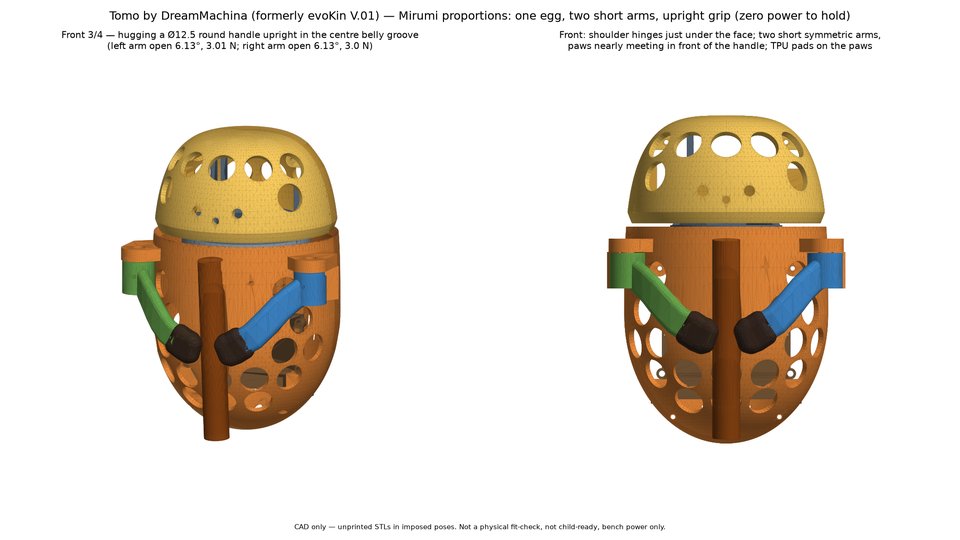 Tomo by DreamMachina (formerly evoKin V.01) — Mirumi proportions: one egg, two short arms, upright grip (zero power to hold)
Front 3/4 — hugging a Ø12.5 round handle upright in the centre belly groove
(left arm open 6.13°, 3.01 N; right arm open 6.13°, 3.0 N)
Front: shoulder hinges just under the face; two short symmetric arms,
paws nearly meeting in front of the handle; TPU pads on the paws
CAD only — unprinted STLs in imposed poses. Not a physical fit-check, not child-ready, bench power only.